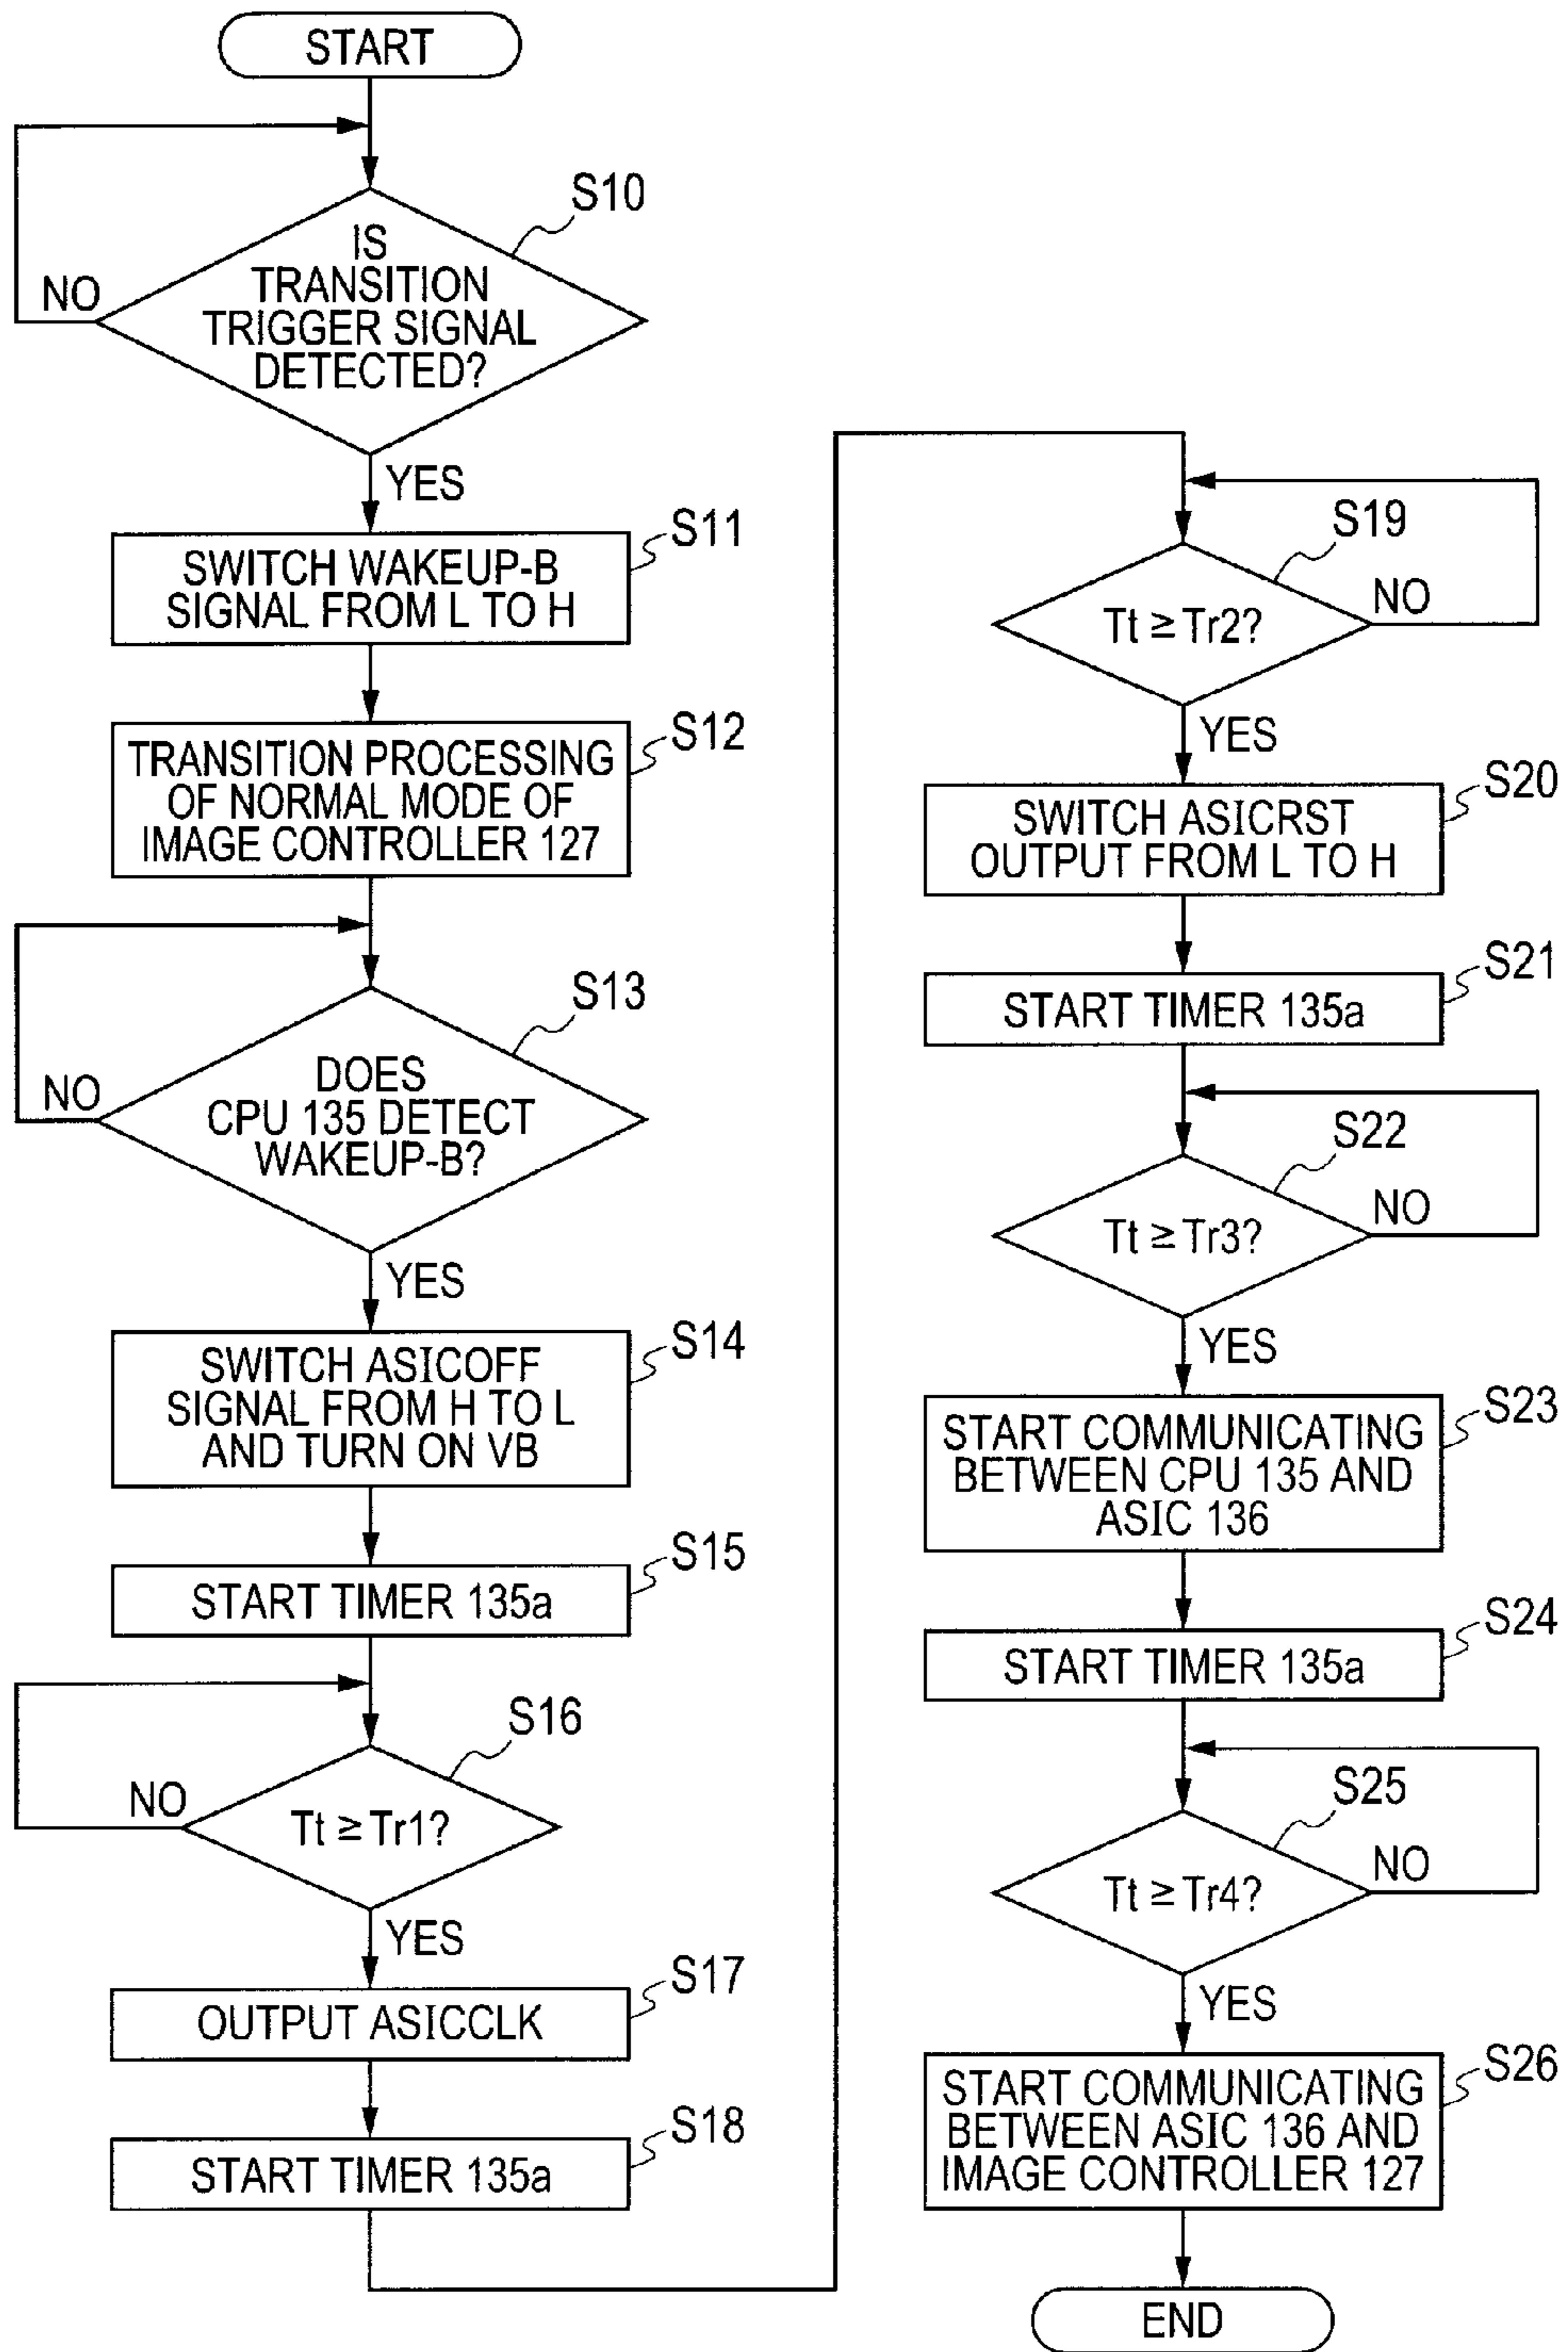 START
S10
IS
TRANSITION
TRIGGER SIGNAL
DETECTED?
NO
YES
S11
SWITCH WAKEUP-B
SIGNAL FROM L TO H
S12
TRANSITION PROCESSING
OF NORMAL MODE OF
IMAGE CONTROLLER 127
S13
DOES
CPU 135 DETECT
WAKEUP-B?
NO
YES
S14
SWITCH ASICOFF
SIGNAL FROM H TO L
AND TURN ON VB
S15
START TIMER 135a
S16
Tt ≥ Tr1?
NO
YES
S17
OUTPUT ASICCLK
S18
START TIMER 135a
S19
Tt ≥ Tr2?
NO
YES
S20
SWITCH ASICRST
OUTPUT FROM L TO H
S21
START TIMER 135a
S22
Tt ≥ Tr3?
NO
YES
S23
START COMMUNICATING
BETWEEN CPU 135 AND
ASIC 136
S24
START TIMER 135a
S25
Tt ≥ Tr4?
NO
YES
S26
START COMMUNICATING
BETWEEN ASIC 136 AND
IMAGE CONTROLLER 127
END